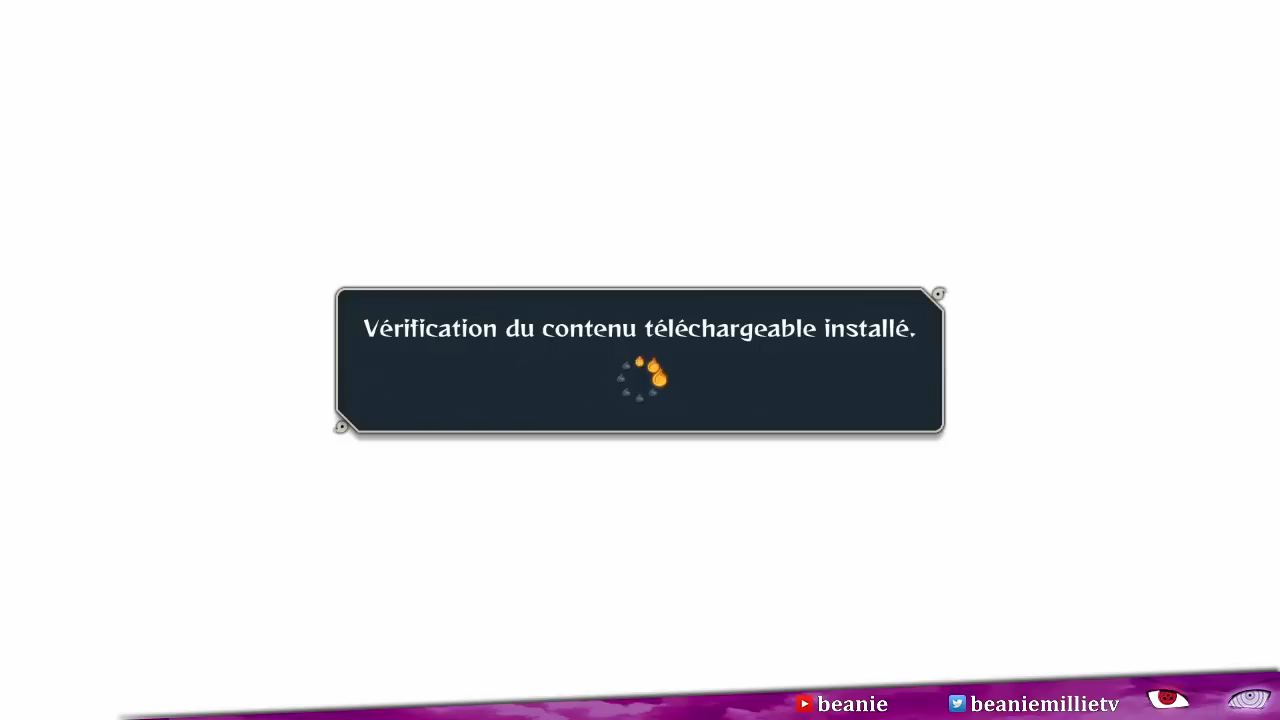 Vérification du contenu téléchargeable installé.
beanie
beaniemillietv